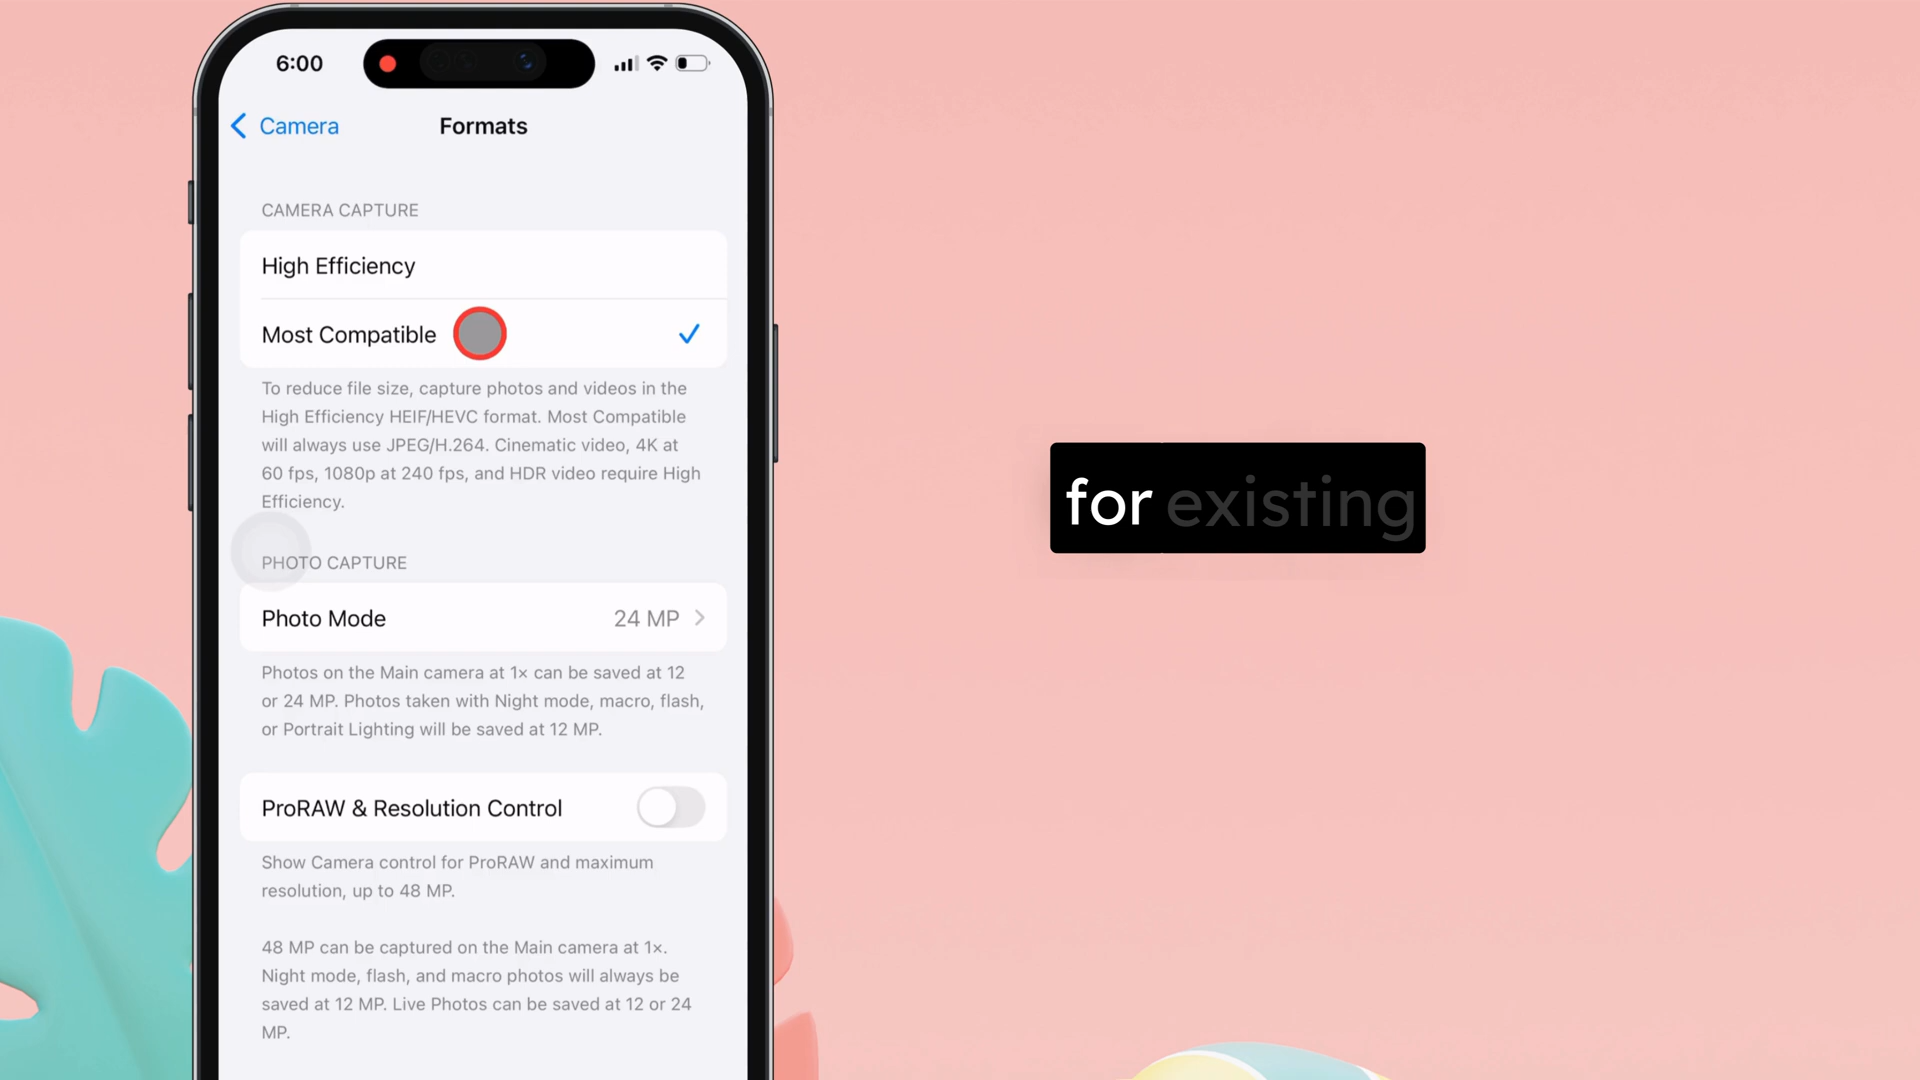 6:00
Camera
Formats
CAMERA CAPTURE
High Efficiency
Most Compatible
To reduce file size, capture photos and videos in the
High Efficiency HEIF/HEVC format. Most Compatible
will always use JPEG/H.264. Cinematic video, 4K at
60 fps, 1080p at 240 fps, and HDR video require High
Efficiency.
PHOTO CAPTURE
Photo Mode 24 MP
Photos on the Main camera at 1× can be saved at 12
or 24 MP. Photos taken with Night mode, macro, flash,
or Portrait Lighting will be saved at 12 MP.
ProRAW & Resolution Control
Show Camera control for ProRAW and maximum
resolution, up to 48 MP.
48 MP can be captured on the Main camera at 1×.
Night mode, flash, and macro photos will always be
saved at 12 MP. Live Photos can be saved at 12 or 24
MP.
for existing